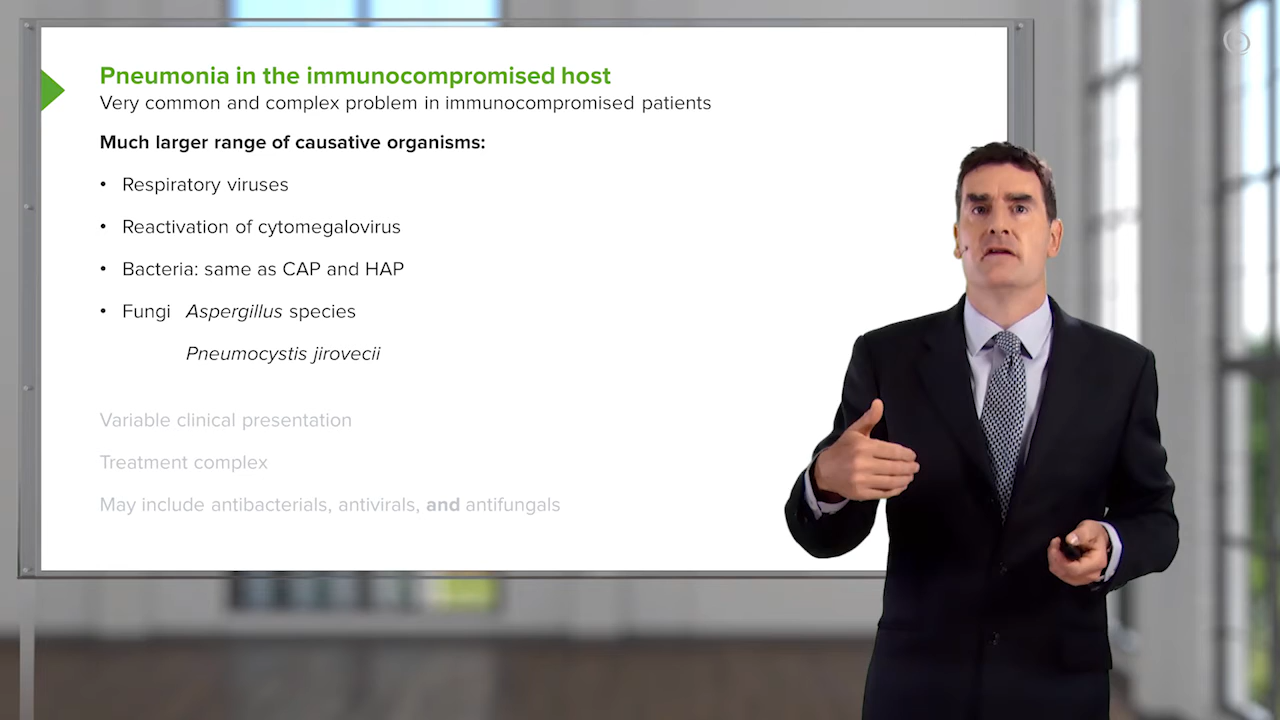 Pneumonia in the immunocompromised host
Very common and complex problem in immunocompromised patients
Much larger range of causative organisms:
• Respiratory viruses
• Reactivation of cytomegalovirus
• Bacteria: same as CAP and HAP
• Fungi Aspergillus species
Pneumocystis jirovecii
Variable clinical presentation
Treatment complex
May include antibacterials, antivirals, and antifungals